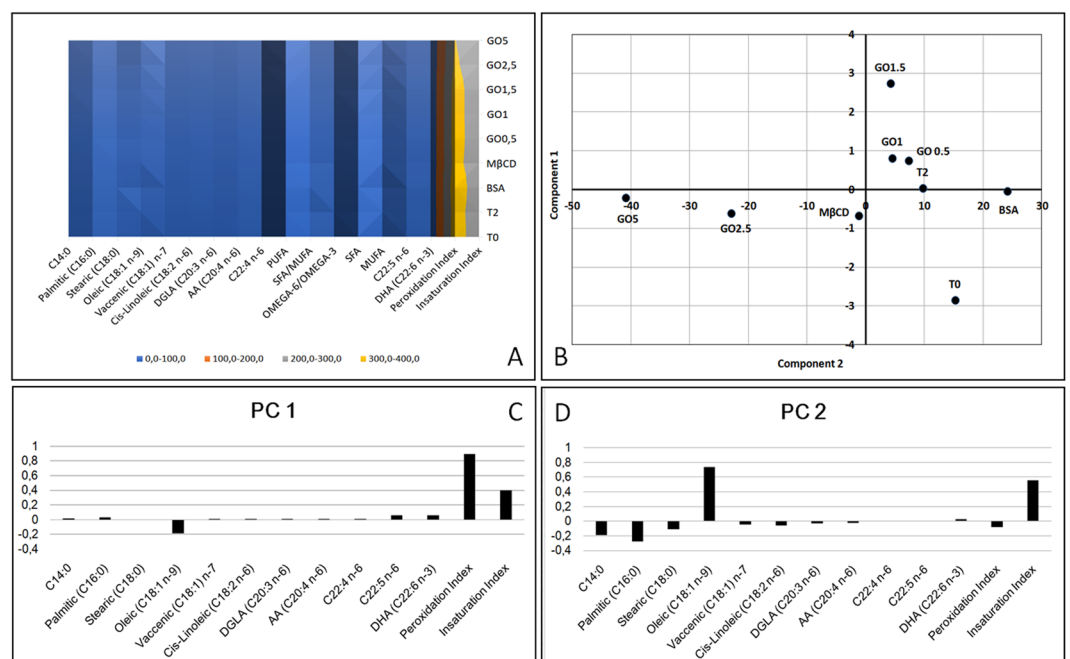 GO5
GO2,5
GO1,5
GO1
GO0,5
MβCD
BSA
T2
T0
C14:0
Palmitic (C16:0)
Stearic (C18:0)
Oleic (C18:1 n-9)
Vaccenic (C18:1) n-7
Cis-Linoleic (C18:2 n-6)
DGLA (C20:3 n-6)
AA (C20:4 n-6)
C22:4 n-6
PUFA
SFA/MUFA
OMEGA-6/OMEGA-3
SFA
MUFA
C22:5 n-6
DHA (C22:6 n-3)
Peroxidation Index
Insaturation Index
0,0-100,0 100,0-200,0 200,0-300,0 300,0-400,0
A
4
3
2
1
0
-1
-2
-3
-4
-50 -40 -30 -20 -10 0 10 20 30
GO1.5
GO1
GO 0.5
T2
BSA
MβCD
GO5
GO2.5
T0
Component 1
Component 2
B
PC 1
C
1
0,8
0,6
0,4
0,2
0
-0,2
-0,4
C14:0
Palmitic (C16:0)
Stearic (C18:0)
Oleic (C18:1 n-9)
Vaccenic (C18:1) n-7
Cis-Linoleic (C18:2 n-6)
DGLA (C20:3 n-6)
AA (C20:4 n-6)
C22:4 n-6
C22:5 n-6
DHA (C22:6 n-3)
Peroxidation Index
Insaturation Index
D
PC 2
1
0,8
0,6
0,4
0,2
0
-0,2
-0,4
C14:0
Palmitic (C16:0)
Stearic (C18:0)
Oleic (C18:1 n-9)
Vaccenic (C18:1) n-7
Cis-Linoleic (C18:2 n-6)
DGLA (C20:3 n-6)
AA (C20:4 n-6)
C22:4 n-6
C22:5 n-6
DHA (C22:6 n-3)
Peroxidation Index
Insaturation Index